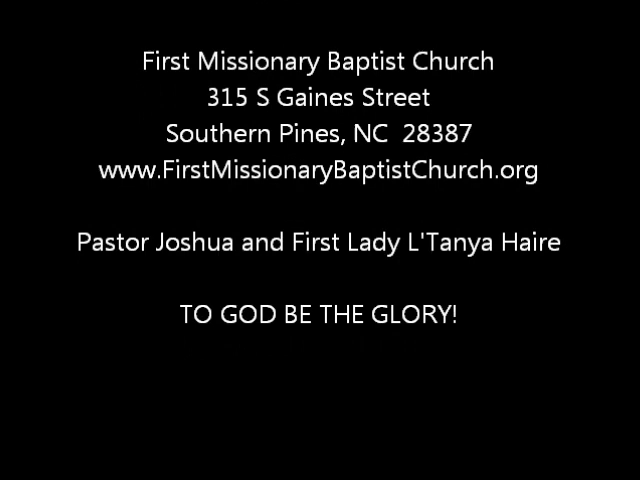 First Missionary Baptist Church
315 S Gaines Street
Southern Pines, NC  28387
www.FirstMissionaryBaptistChurch.org
Pastor Joshua and First Lady L'Tanya Haire
TO GOD BE THE GLORY!